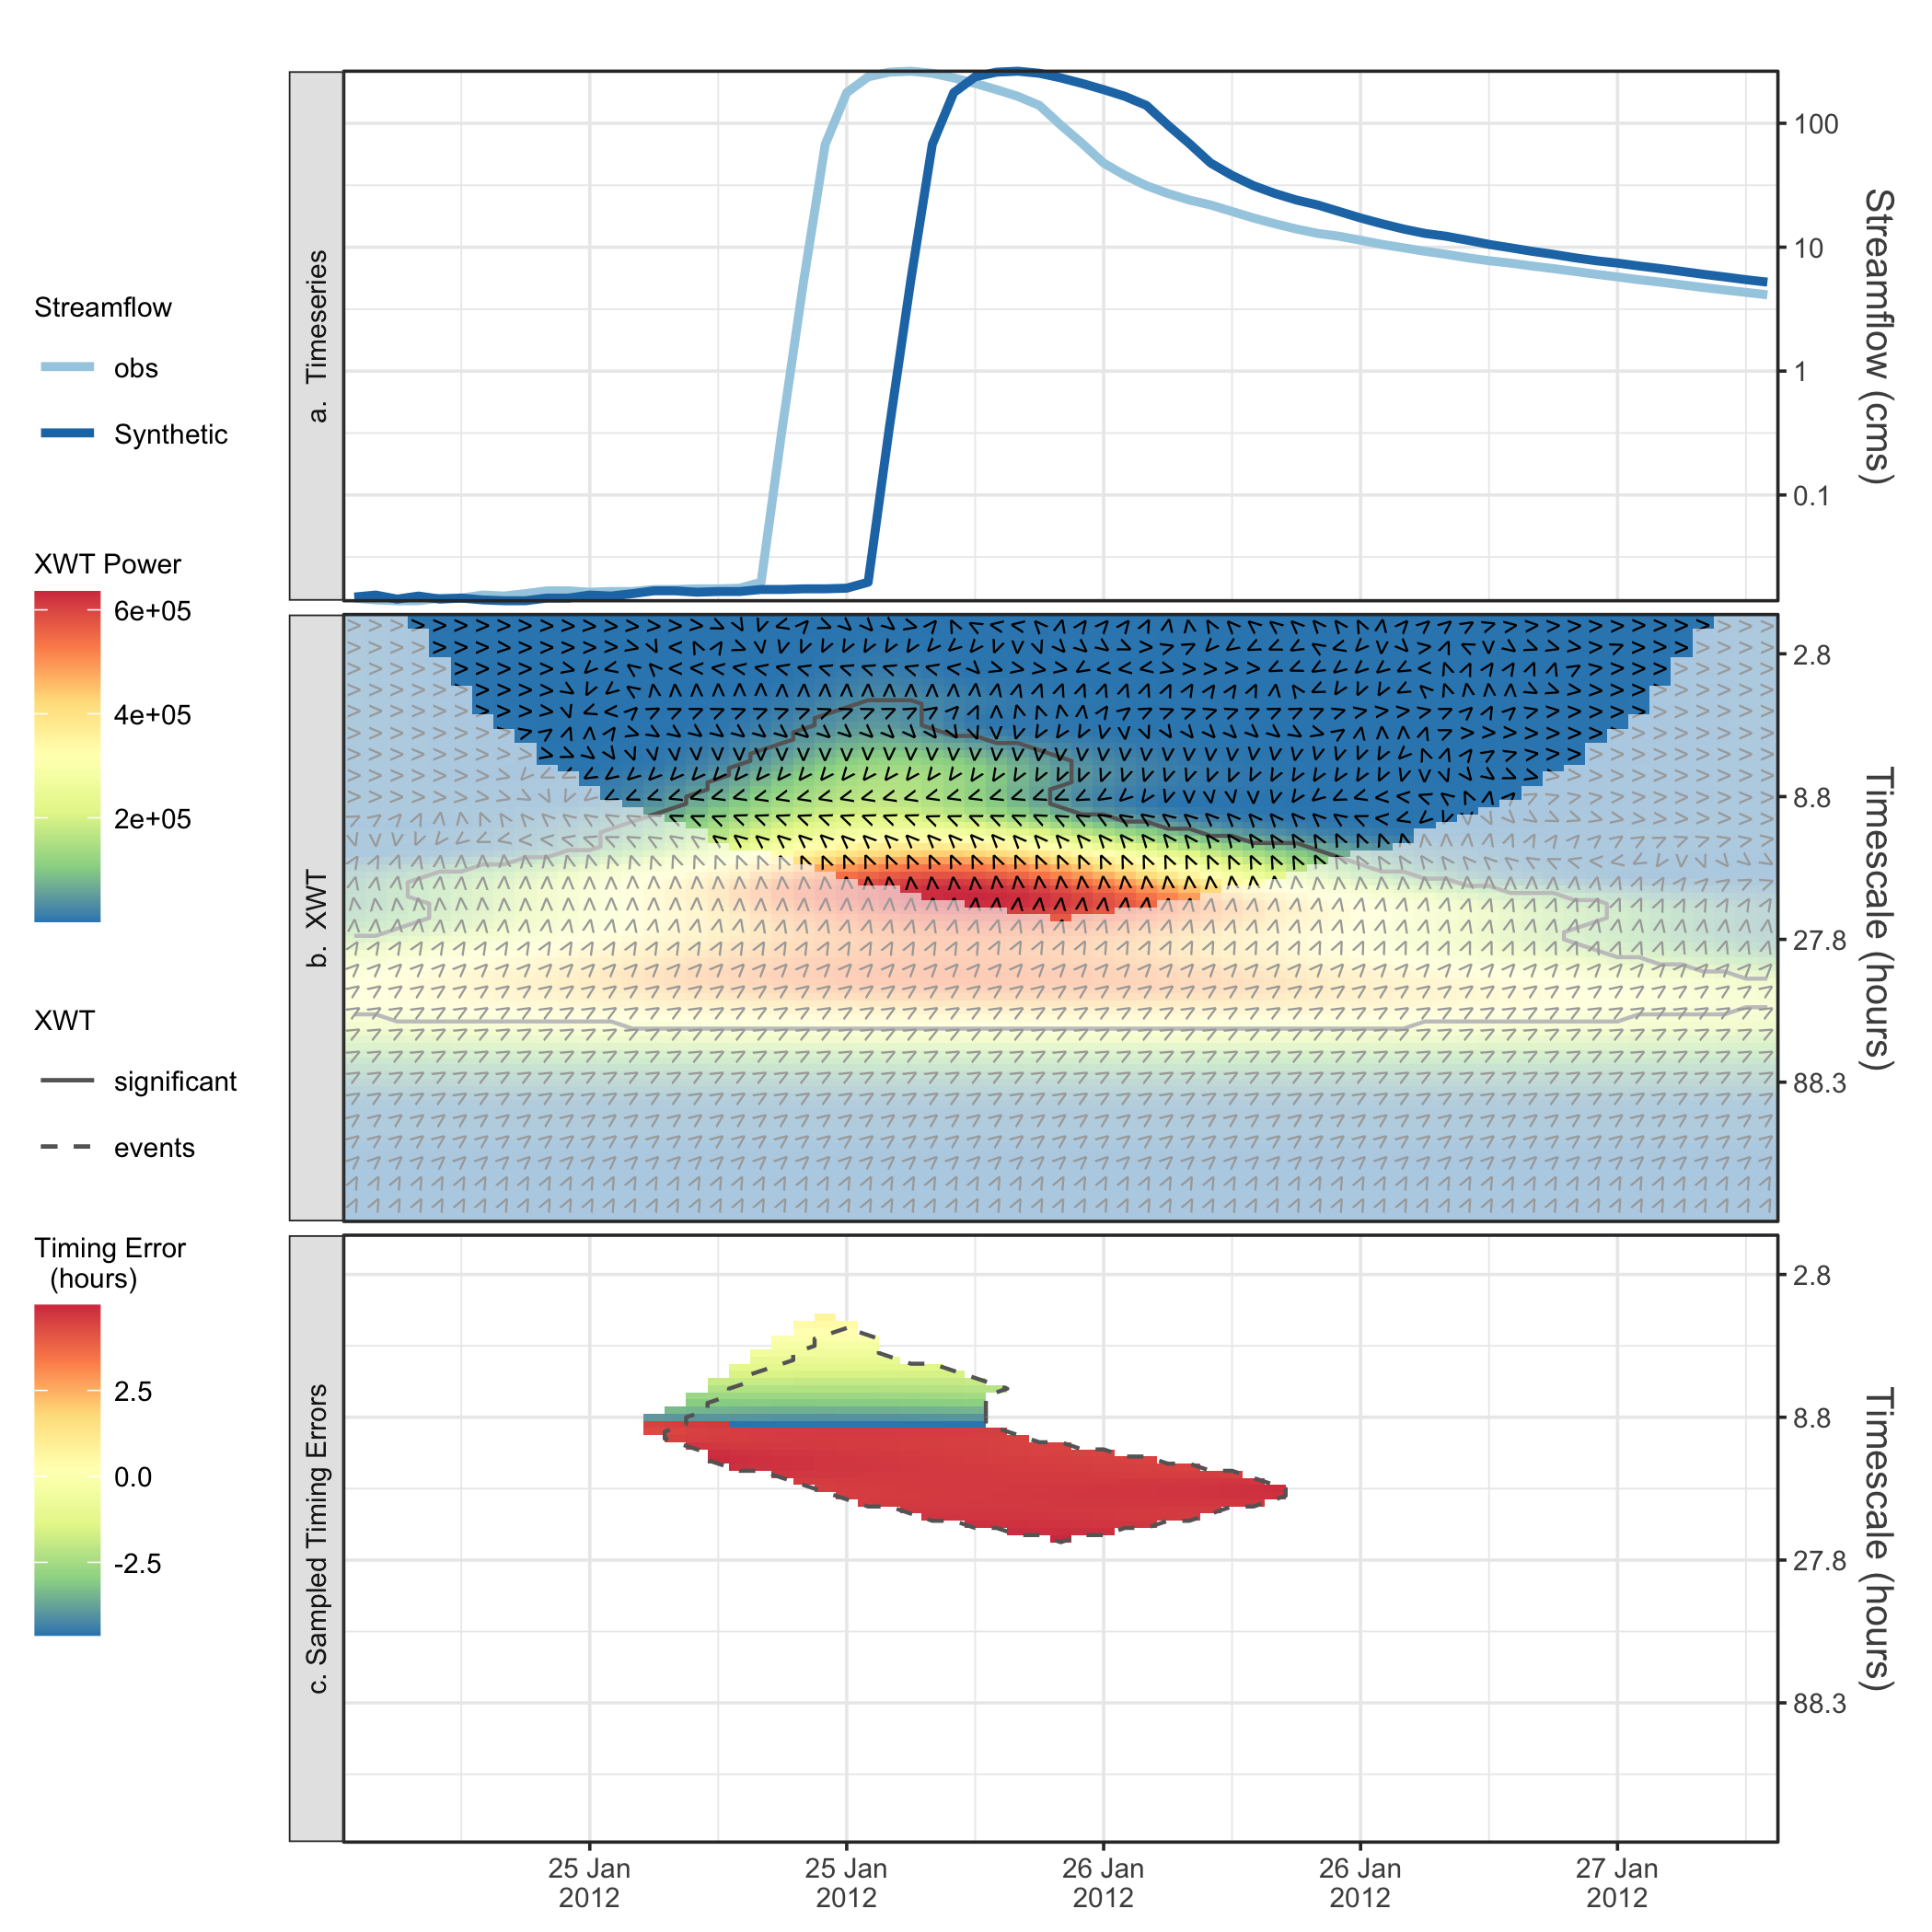 Streamflow
obs
Synthetic
XWT Power
6e+05
4e+05
2e+05
XWT
significant
events
Timing Error
(hours)
2.5
0.0
-2.5
a. Timeseries
100
10
1
0.1
Streamflow (cms)
b. XWT
2.8
8.8
27.8
88.3
Timescale (hours)
c. Sampled Timing Errors
2.8
8.8
27.8
88.3
Timescale (hours)
25 Jan
2012
25 Jan
2012
26 Jan
2012
26 Jan
2012
27 Jan
2012